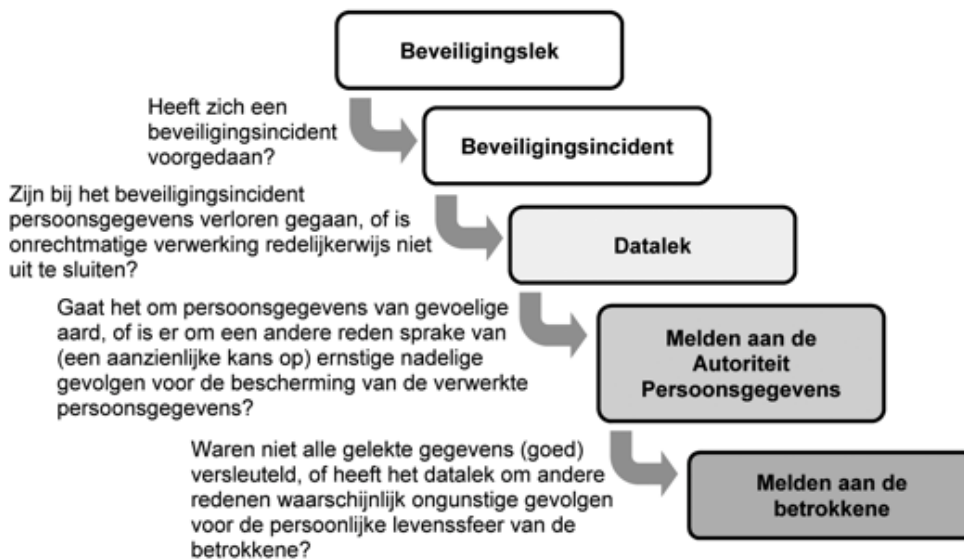 Beveiligingslek
Heeft zich een
beveiligingsincident
voorgedaan?
Beveiligingsincident
Zijn bij het beveiligingsincident
persoonsgegevens verloren gegaan, of is
onrechtmatige verwerking redelijkerwijs niet
uit te sluiten?
Datalek
Gaat het om persoonsgegevens van gevoelige
aard, of is er om een andere reden sprake van
(een aanzienlijke kans op) ernstige nadelige
gevolgen voor de bescherming van de verwerkte
persoonsgegevens?
Melden aan de
Autoriteit
Persoonsgegevens
Waren niet alle gelekte gegevens (goed)
versleuteld, of heeft het datalek om andere
redenen waarschijnlijk ongunstige gevolgen
voor de persoonlijke levenssfeer van de
betrokkene?
Melden aan de
betrokkene